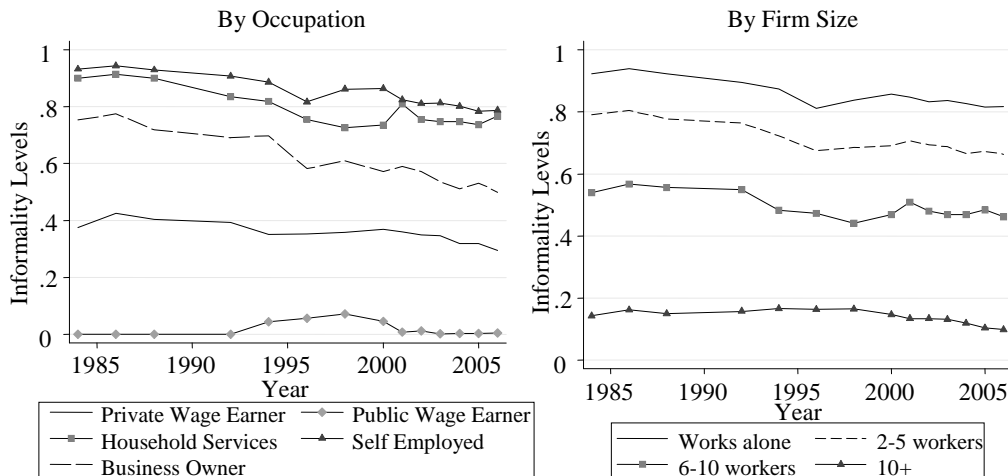 By Occupation
1
.8
.6
.4
.2
0
Informality Levels
1985 1990 1995 2000 2005
Year
Private Wage Earner Public Wage Earner
Household Services Self Employed
Business Owner
By Firm Size
1
.8
.6
.4
.2
0
Informality Levels
1985 1990 1995 2000 2005
Year
Works alone 2-5 workers
6-10 workers 10+